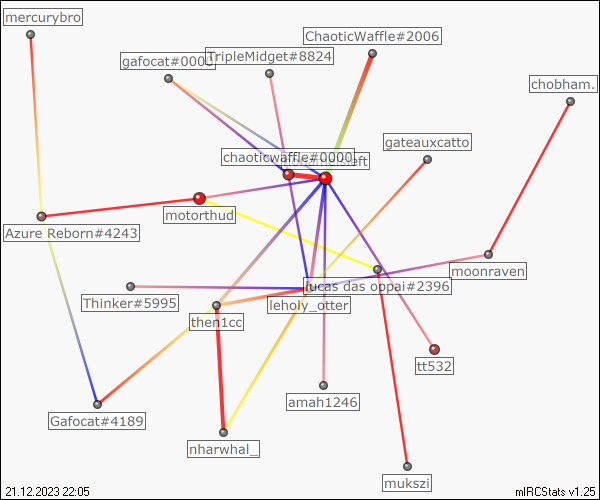 mercurybro
ChaoticWaffle#2006
gafocat#0000
TripleMidget#8824
chobham.
gateauxcatto
chaoticwaffle#0000
motorthud
Azure Reborn#4243
moonraven
lucas das oppai#2396
Thinker#5995
leholy_otter
then1cc
tt532
amah1246
Gafocat#4189
nharwhal_
mukszi
21.12.2023 22:05
mIRCStats v1.25